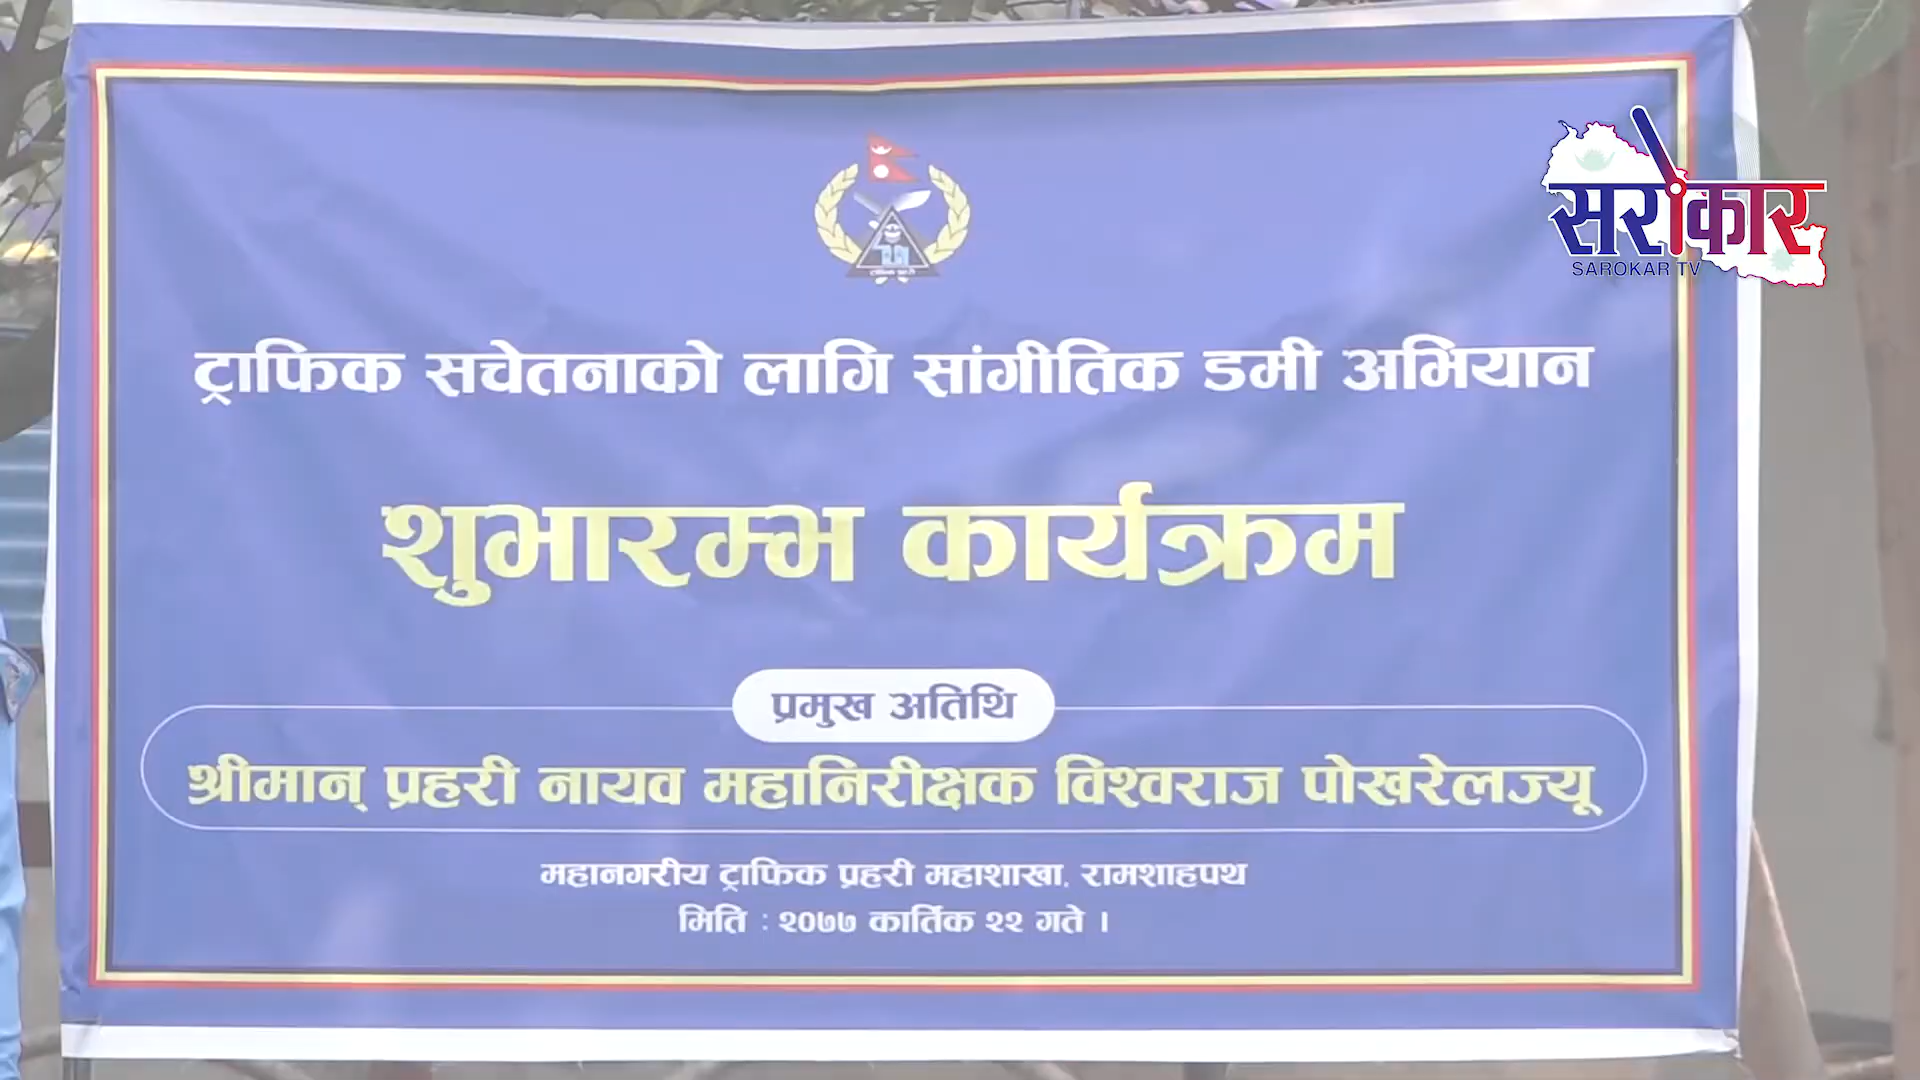 सरोकार
SAROKAR TV
ट्राफिक सचेतनाको लागि सांगीतिक डमी अभियान
शुभारम्भ कार्यक्रम
प्रमुख अतिथि
श्रीमान् प्रहरी नायव महानिरीक्षक विश्वराज पोखरेलज्यू
महानगरीय ट्राफिक प्रहरी महाशाखा, रामशाहपथ
मिति : २०७७ कार्तिक २२ गते ।